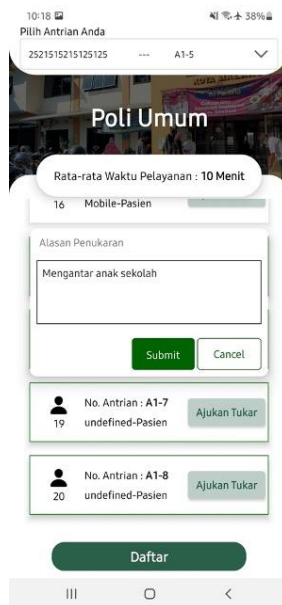 10:18 38%
Pilih Antrian Anda
2521515215125125 --- A1-5
Poli Umum
Rata-rata Waktu Pelayanan : 10 Menit
16 Mobile-Pasien
Alasan Penukaran
Mengantar anak sekolah
Submit Cancel
No. Antrian : A1-7
19 undefined-Pasien
Ajukan Tukar
No. Antrian : A1-8
20 undefined-Pasien
Ajukan Tukar
Daftar